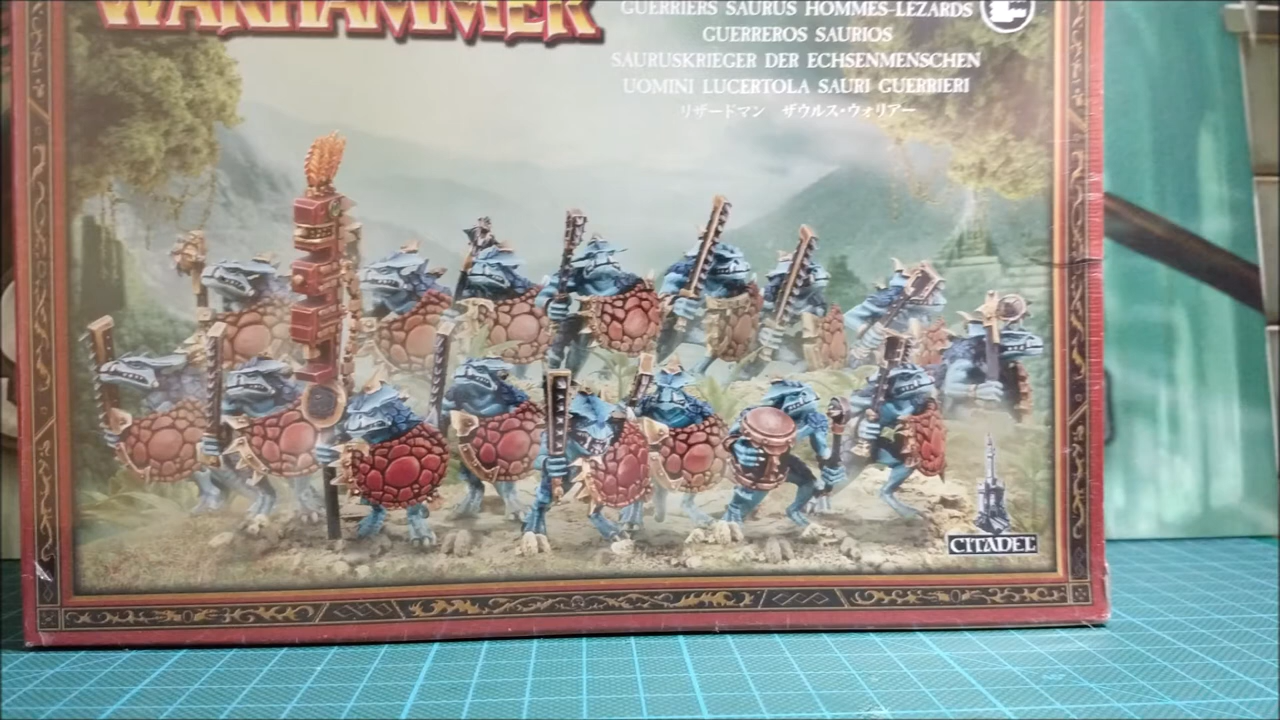 WARHAMMER
GUERRIERS SAURUS HOMMES-LÉZARDS
GUERREROS SAURIOS
SAURUSKRIEGER DER ECHSENMENSCHEN
UOMINI LUCERTOLA SAURI GUERRIERI
リザードマン　ザウルス・ウォリアー
CITADEL